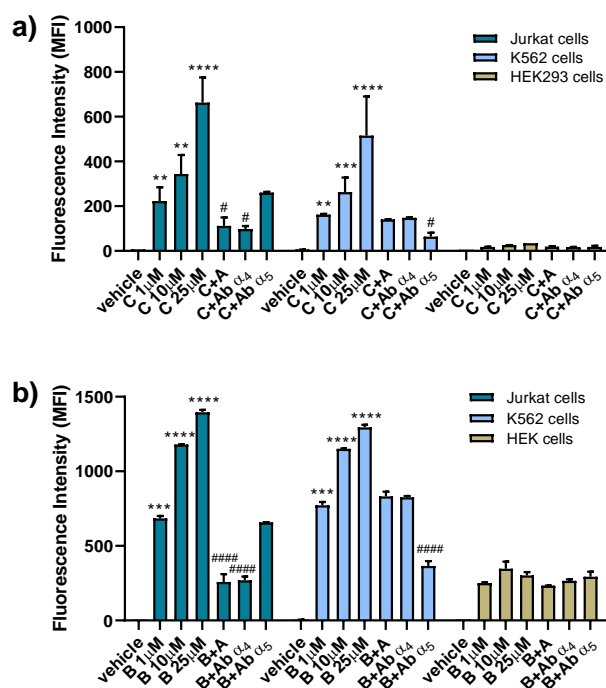 a)
Fluorescence Intensity (MFI)
1000
800
600
400
200
0
Jurkat cells
K562 cells
HEK293 cells
**
**
****
#
#
**
***
****
#
vehicle
C 1μM
C 10μM
C 25μM
C+A
C+Ab α4
C+Ab α5
vehicle
C 1μM
C 10μM
C 25μM
C+A
C+Ab α4
C+Ab α5
vehicle
C 1μM
C 10μM
C 25μM
C+A
C+Ab α4
C+Ab α5
b)
Fluorescence Intensity (MFI)
1500
1000
500
0
Jurkat cells
K562 cells
HEK cells
***
****
****
####
####
***
****
****
####
vehicle
B 1μM
B 10μM
B 25μM
B+A
B+Ab α4
B+Ab α5
vehicle
B 1μM
B 10μM
B 25μM
B+A
B+Ab α4
B+Ab α5
vehicle
B 1μM
B 10μM
B 25μM
B+A
B+Ab α4
B+Ab α5